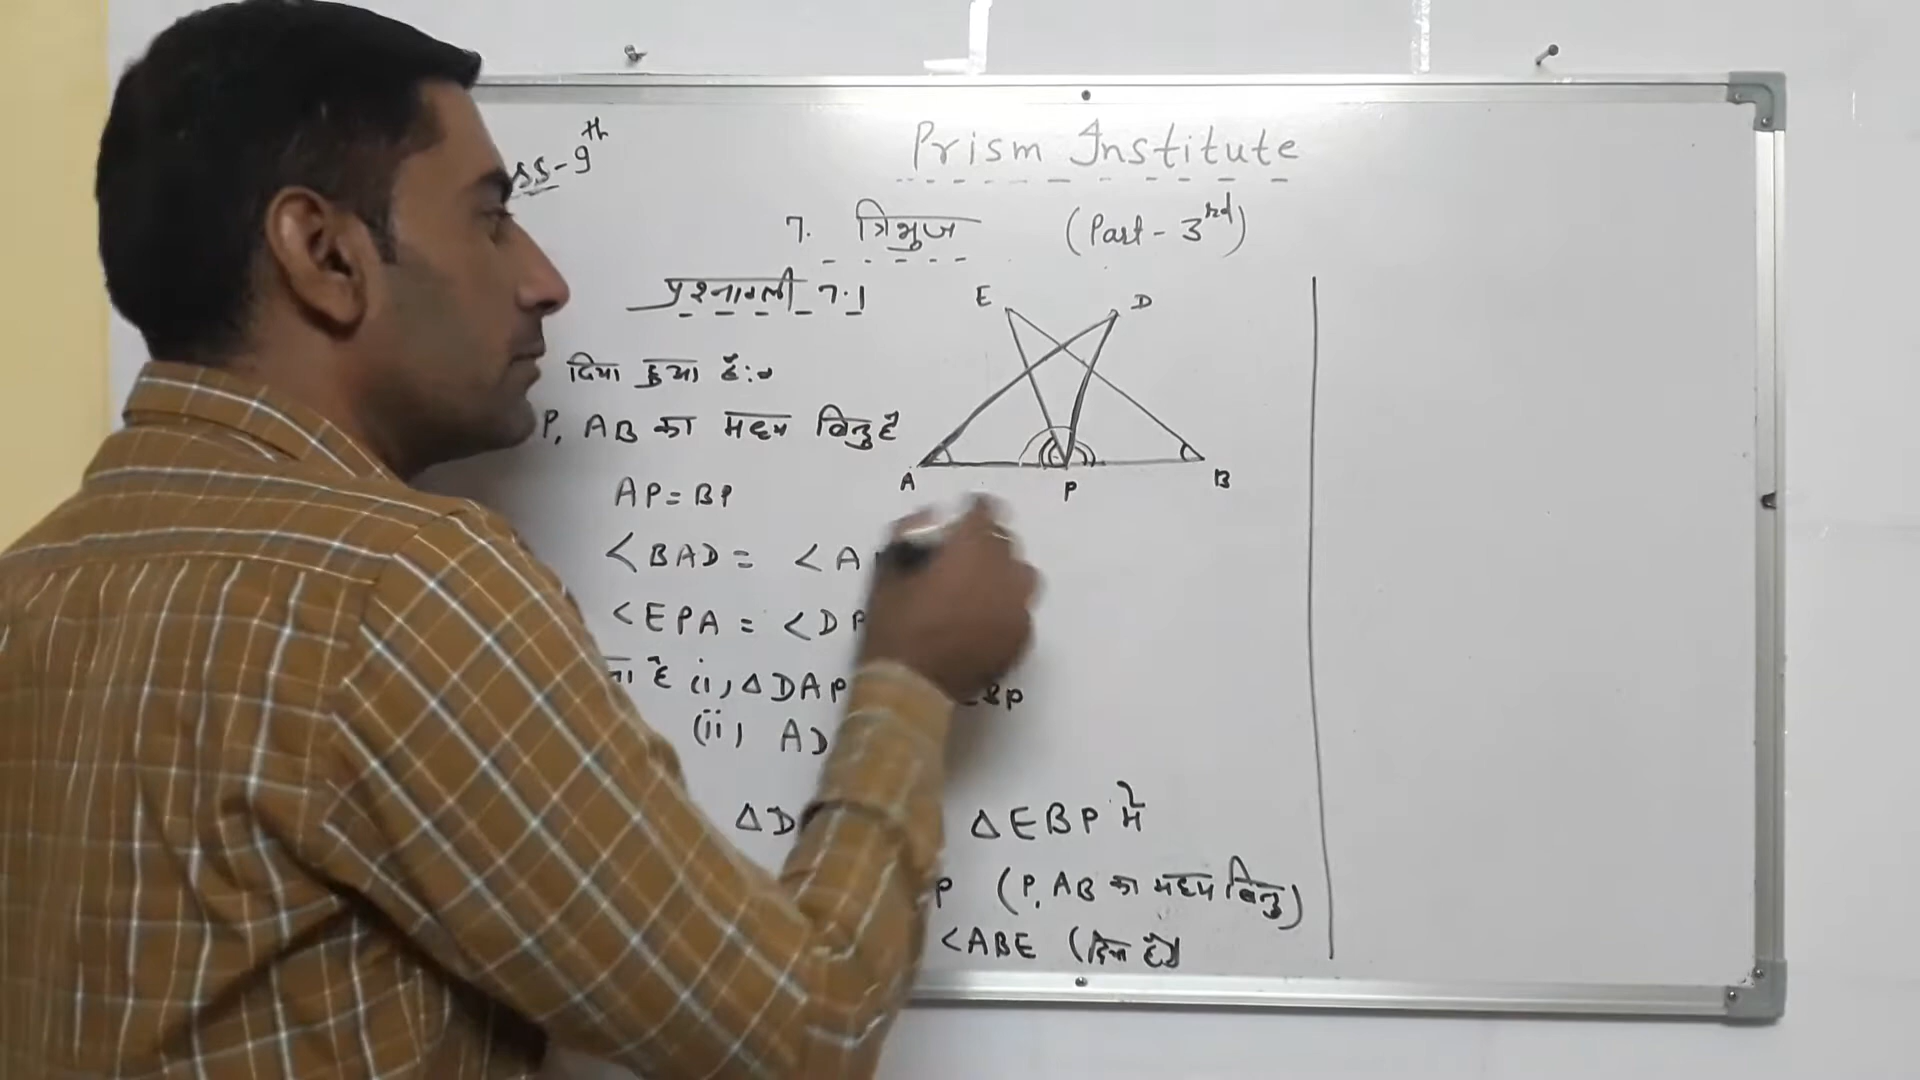 ss-9th
Prism Institute
7. त्रिभुज (Part-3rd)
प्रश्नावली 7.1
E D
दिया हुआ है:-
P, AB का मध्य बिन्दु है
A P B
AP=BP
<BAD = <A
<EPA = <DP
है (i) ΔDAP EBP
(ii) AD
ΔD ΔEBP में
P (P, AB का मध्य बिन्दु)
<ABE (दिया है)